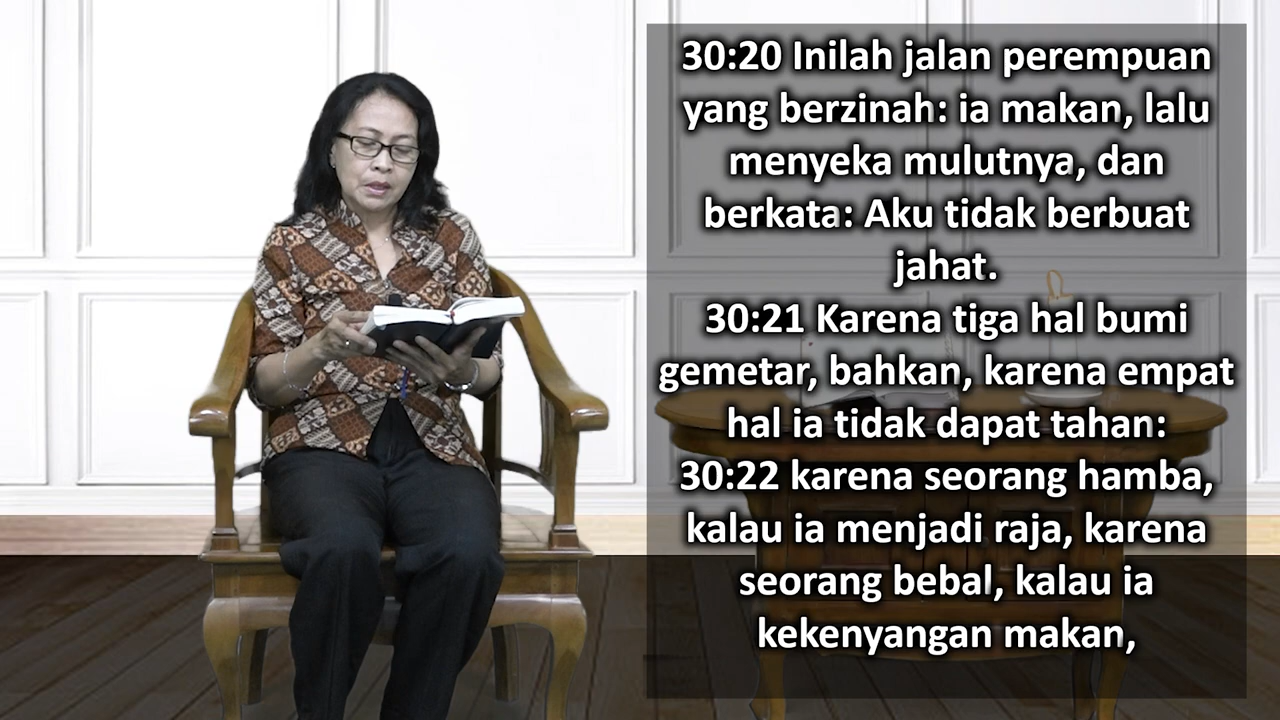 30:20 Inilah jalan perempuan
yang berzinah: ia makan, lalu
menyeka mulutnya, dan
berkata: Aku tidak berbuat
jahat.
30:21 Karena tiga hal bumi
gemetar, bahkan, karena empat
hal ia tidak dapat tahan:
30:22 karena seorang hamba,
kalau ia menjadi raja, karena
seorang bebal, kalau ia
kekenyangan makan,